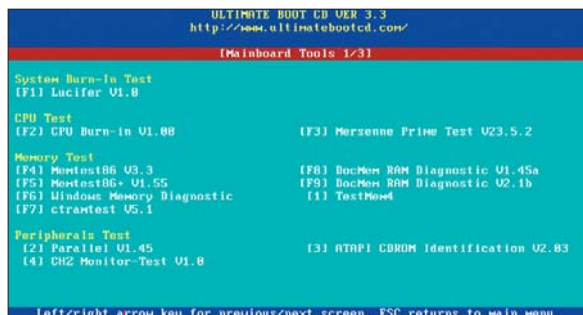 ULTIMATE BOOT CD VER 3.3
http://www.ultimatebootcd.com/
[Mainboard Tools 1/3]
System Burn-In Test
[F1] Lucifer V1.0
CPU Test
[F2] CPU Burn-in V1.00 [F3] Mersenne Prime Test V23.5.2
Memory Test
[F4] Memtest86 V3.3 [F8] DocMem RAM Diagnostic V1.45a
[F5] Memtest86+ V1.55 [F9] DocMem RAM Diagnostic V2.1b
[F6] Windows Memory Diagnostic [1] TestMem4
[F7] ctramtest V5.1
Peripherals Test
[2] Parallel V1.45 [3] ATAPI CDROM Identification V2.03
[4] CH2 Monitor-Test V1.0
Left/right arrow key for previous/next screen. ESC returns to main menu